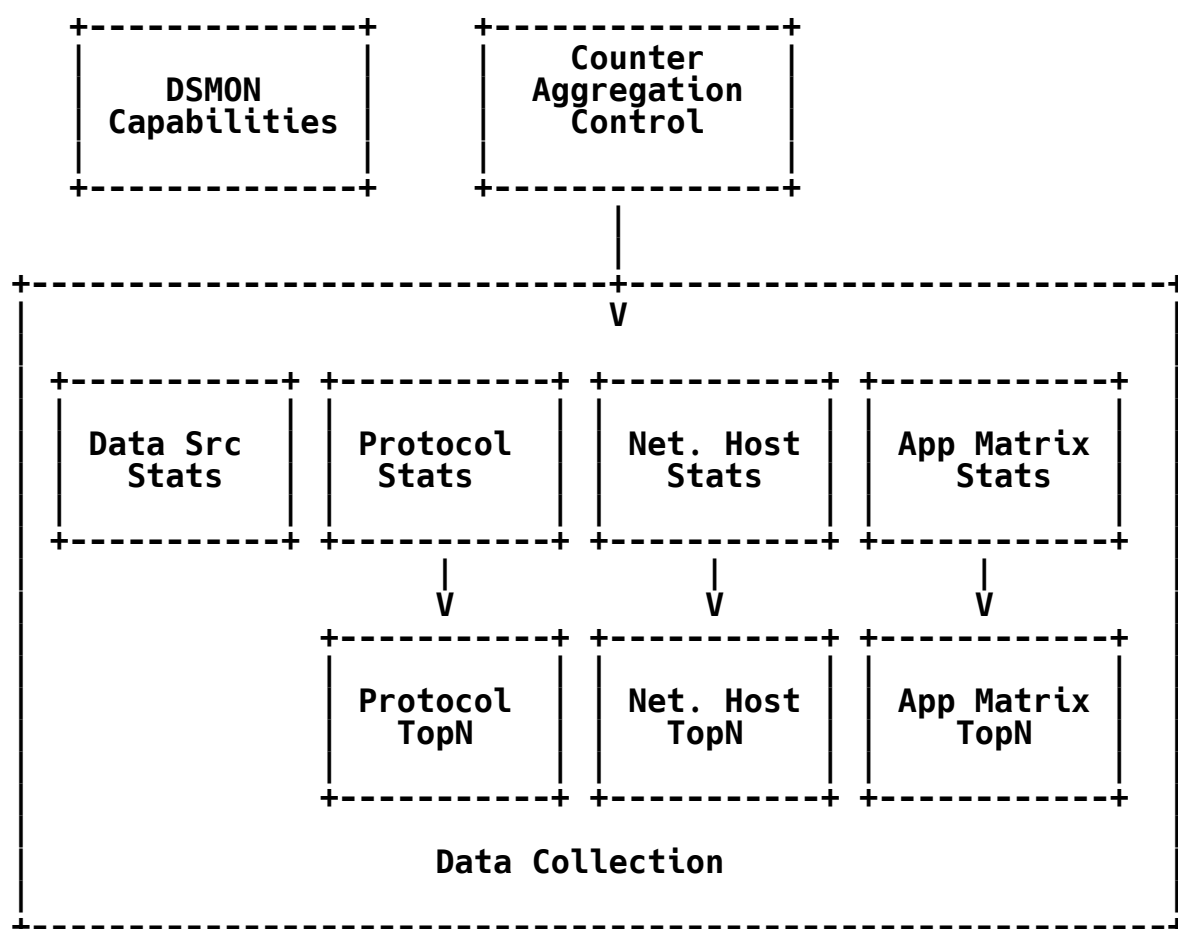 DSMON
Capabilities
Counter
Aggregation
Control
V
Data Src
Stats
Protocol
Stats
Net. Host
Stats
App Matrix
Stats
V V V
Protocol
TopN
Net. Host
TopN
App Matrix
TopN
Data Collection